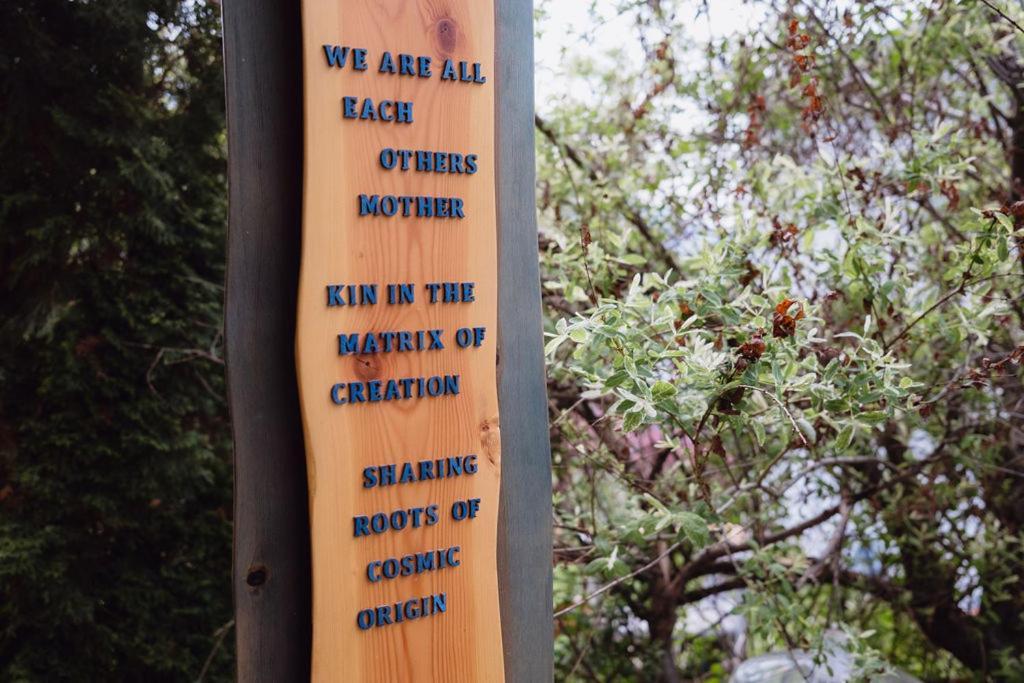 WE ARE ALL
EACH
OTHERS
MOTHER
KIN IN THE
MATRIX OF
CREATION
SHARING
ROOTS OF
COSMIC
ORIGIN